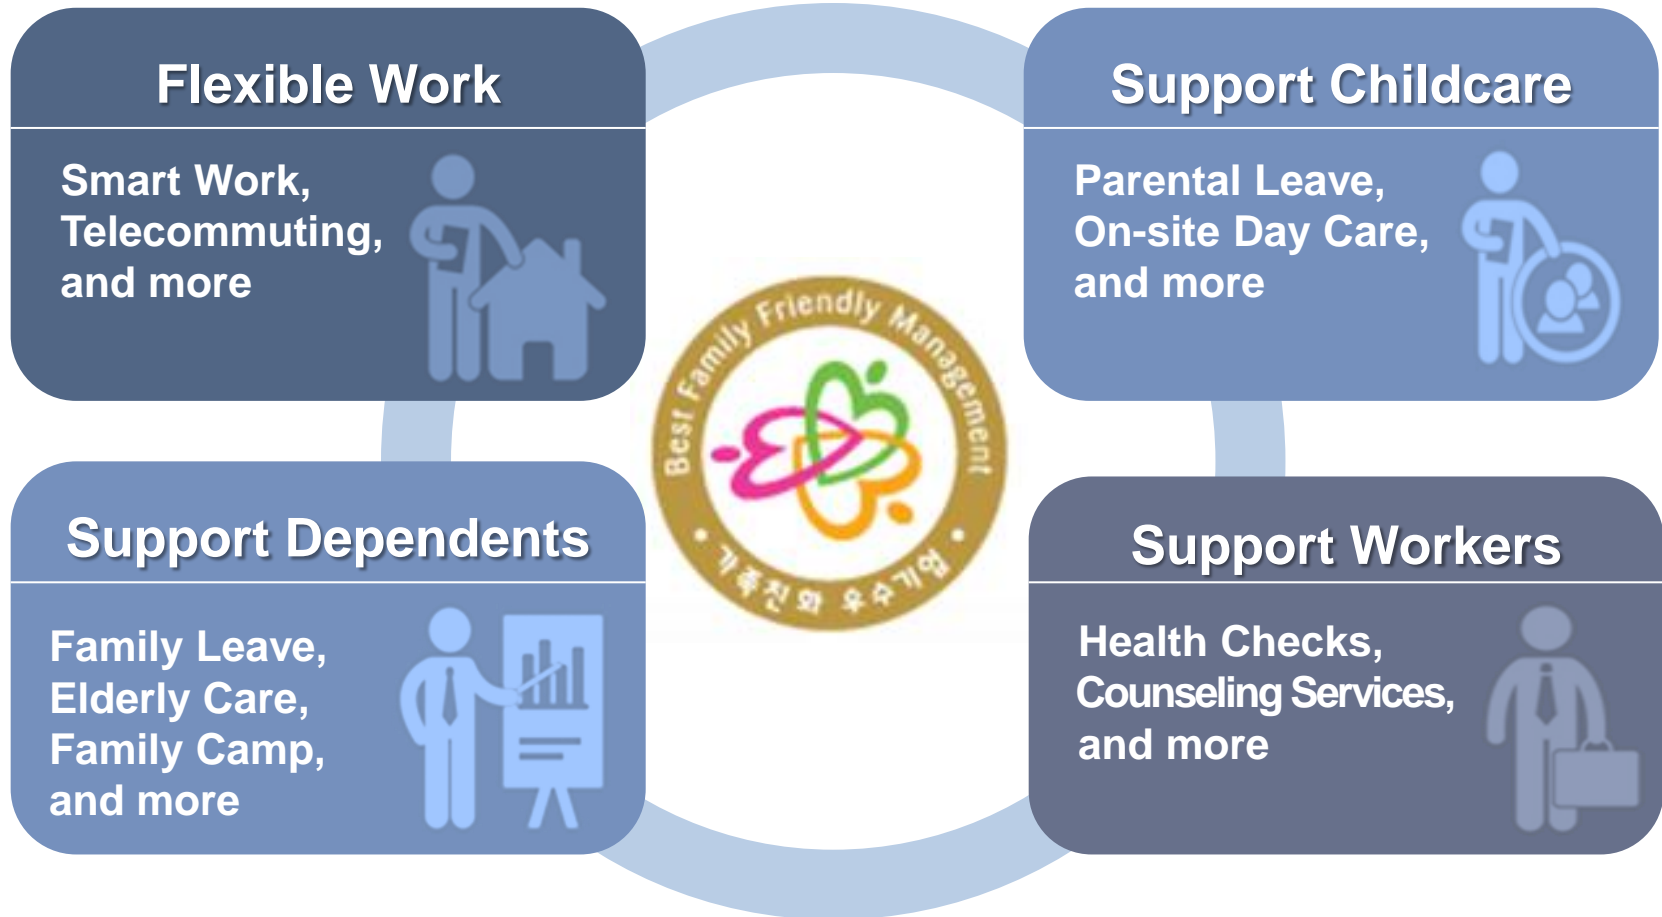 Flexible Work
Smart Work,
Telecommuting,
and more
Support Childcare
Parental Leave,
On-site Day Care,
and more
Best Family Friendly Management
가족친화 우수기업
Support Dependents
Family Leave,
Elderly Care,
Family Camp,
and more
Support Workers
Health Checks,
Counseling Services,
and more